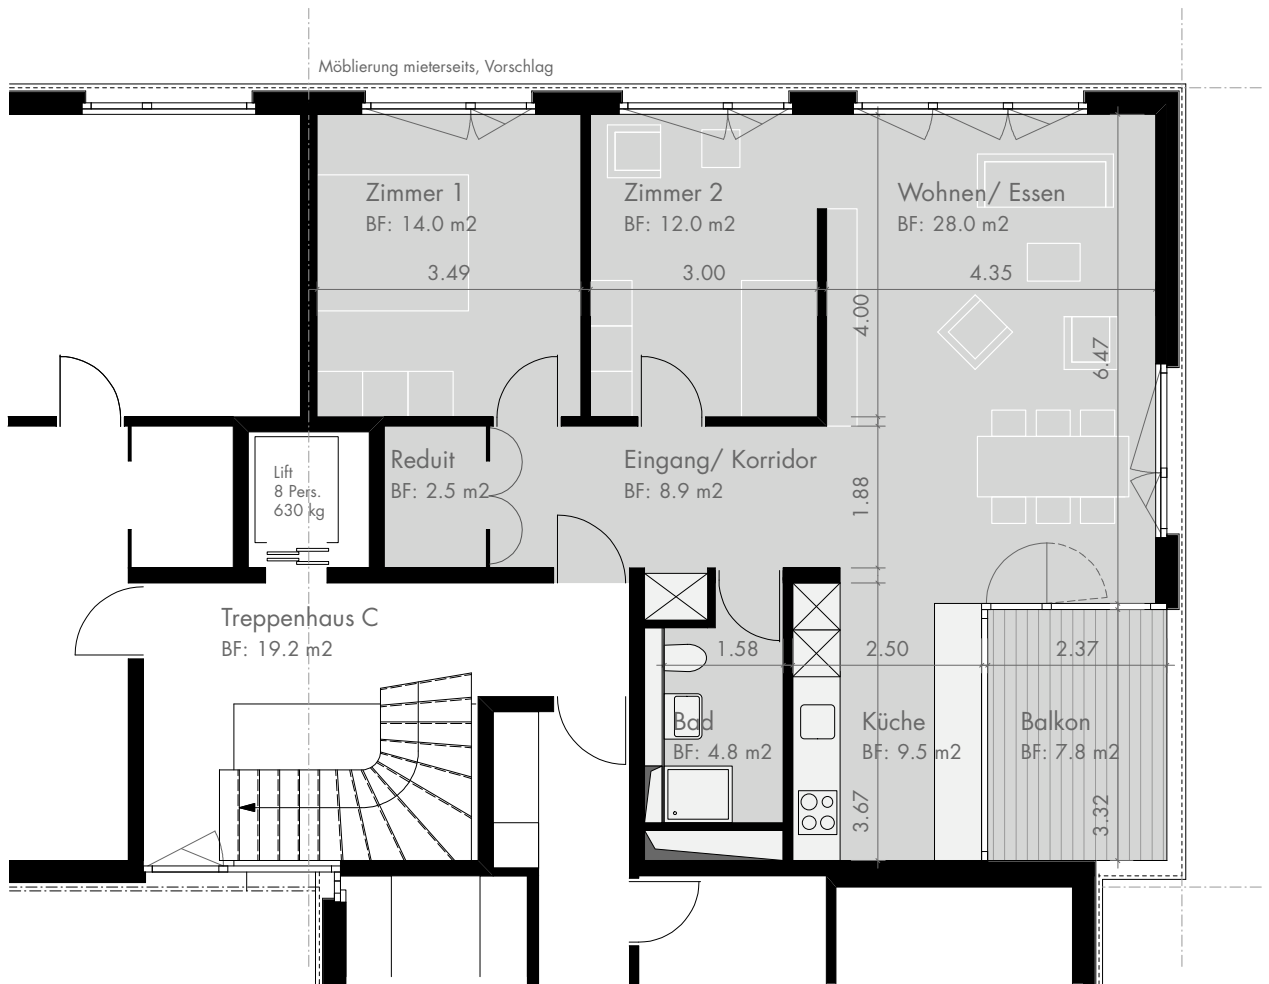 Möblierung mieterseits, Vorschlag
Zimmer 1
BF: 14.0 m2
3.49
Zimmer 2
BF: 12.0 m2
3.00
Wohnen/ Essen
BF: 28.0 m2
4.35
4.00
6.47
Lift
8 Pers.
630 kg
Reduit
BF: 2.5 m2
Eingang/ Korridor
BF: 8.9 m2
1.88
Treppenhaus C
BF: 19.2 m2
1.58
2.50
2.37
Bad
BF: 4.8 m2
Küche
BF: 9.5 m2
Balkon
BF: 7.8 m2
3.67
3.32